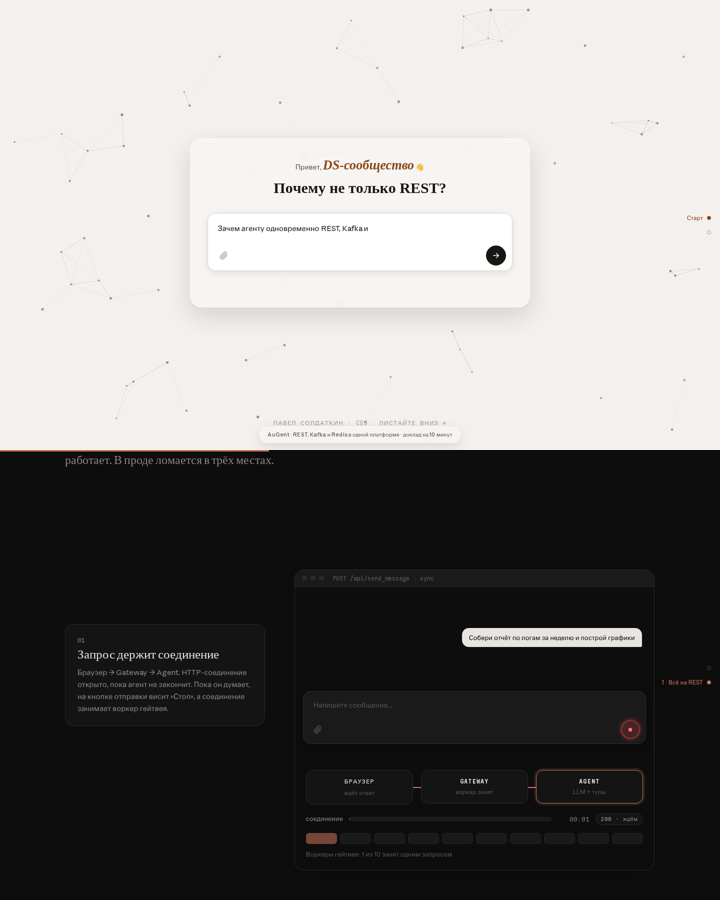 Привет, DS-сообщество 👋
Почему не только REST?
Зачем агенту одновременно REST, Kafka и
Старт
ПАВЕЛ СОЛДАТКИН · ЛИСТАЙТЕ ВНИЗ
AuGent · REST, Kafka и Redis в одной платформе · доклад на 10 минут
работает. В проде ломается в трёх местах.
POST /api/send_message · sync
Собери отчёт по логам за неделю и построй графики
01
Запрос держит соединение
Браузер → Gateway → Agent. HTTP-соединение
открыто, пока агент не закончит. Пока он думает,
на кнопке отправки висит «Стоп», а соединение
занимает воркер гейтвея.
1 · Всё на REST
Напишите сообщение…
БРАУЗЕР
ждёт ответ
GATEWAY
воркер занят
AGENT
LLM + тулы
соединение
00:01
200 · ждём
Воркеры гейтвея: 1 из 10 занят одним запросом